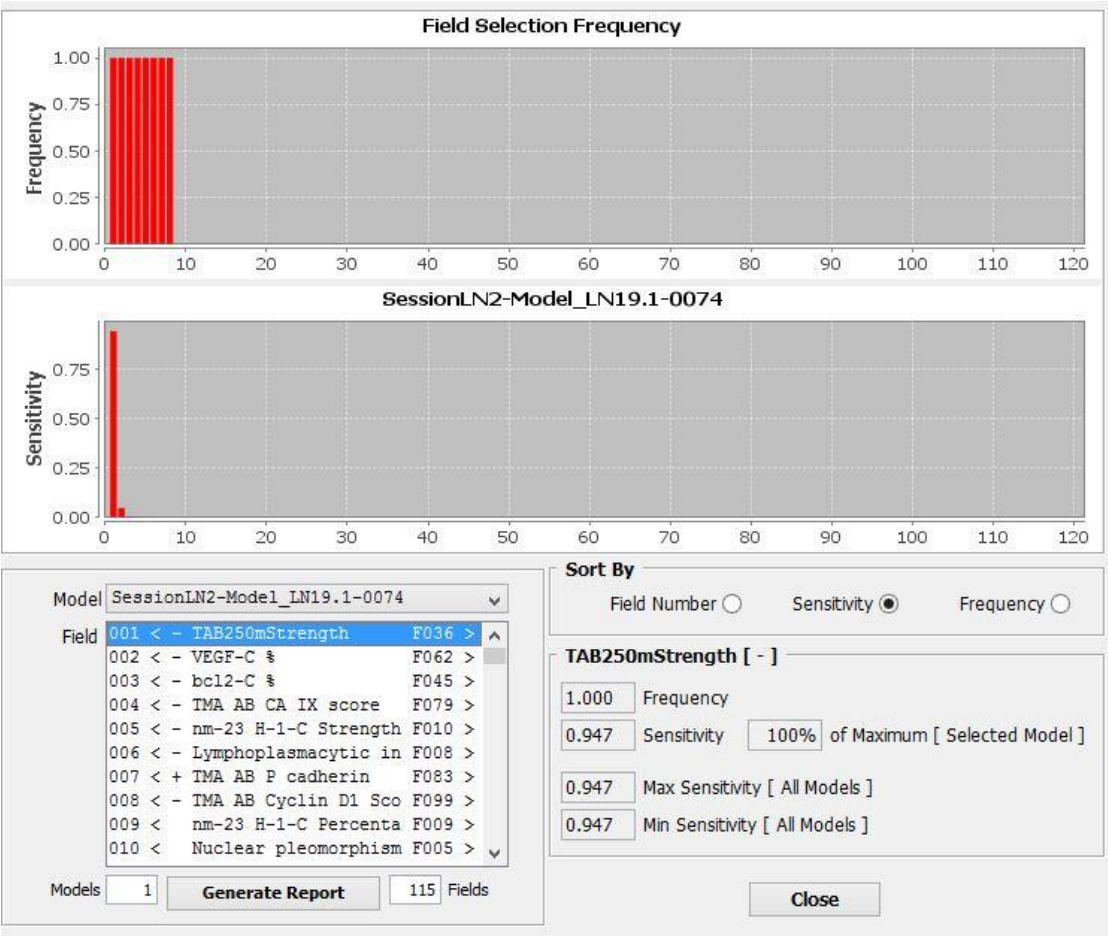 Field Selection Frequency
1.00
0.75
0.50
0.25
0.00
Frequency
0 10 20 30 40 50 60 70 80 90 100 110 120
SessionLN2-Model_LN19.1-0074
0.75
0.50
0.25
0.00
Sensitivity
0 10 20 30 40 50 60 70 80 90 100 110 120
Model SessionLN2-Model_LN19.1-0074
Field 001 < - TAB250mStrength F036 >
002 < - VEGF-C % F062 >
003 < - bcl2-C % F045 >
004 < - TMA AB CA IX score F079 >
005 < - nm-23 H-1-C Strength F010 >
006 < - Lymphoplasmacytic in F008 >
007 < + TMA AB P cadherin F083 >
008 < - TMA AB Cyclin D1 Sco F099 >
009 < nm-23 H-1-C Percenta F009 >
010 < Nuclear pleomorphism F005 >
Models 1 Generate Report 115 Fields
Sort By
Field Number Sensitivity Frequency
TAB250mStrength [ - ]
1.000 Frequency
0.947 Sensitivity 100% of Maximum [ Selected Model ]
0.947 Max Sensitivity [ All Models ]
0.947 Min Sensitivity [ All Models ]
Close